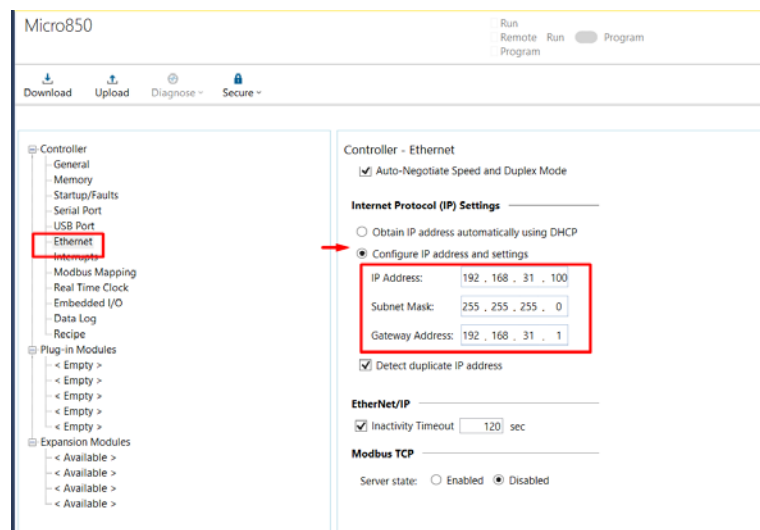 Micro850
Run
Remote Run Program
Program
Download Upload Diagnose Secure
Controller
General
Memory
Startup/Faults
Serial Port
USB Port
Ethernet
Interrupts
Modbus Mapping
Real Time Clock
Embedded I/O
Data Log
Recipe
Plug-in Modules
< Empty >
< Empty >
< Empty >
< Empty >
< Empty >
Expansion Modules
< Available >
< Available >
< Available >
< Available >
Controller - Ethernet
Auto-Negotiate Speed and Duplex Mode
Internet Protocol (IP) Settings
Obtain IP address automatically using DHCP
Configure IP address and settings
IP Address: 192 . 168 . 31 . 100
Subnet Mask: 255 . 255 . 255 . 0
Gateway Address: 192 . 168 . 31 . 1
Detect duplicate IP address
EtherNet/IP
Inactivity Timeout 120 sec
Modbus TCP
Server state: Enabled Disabled